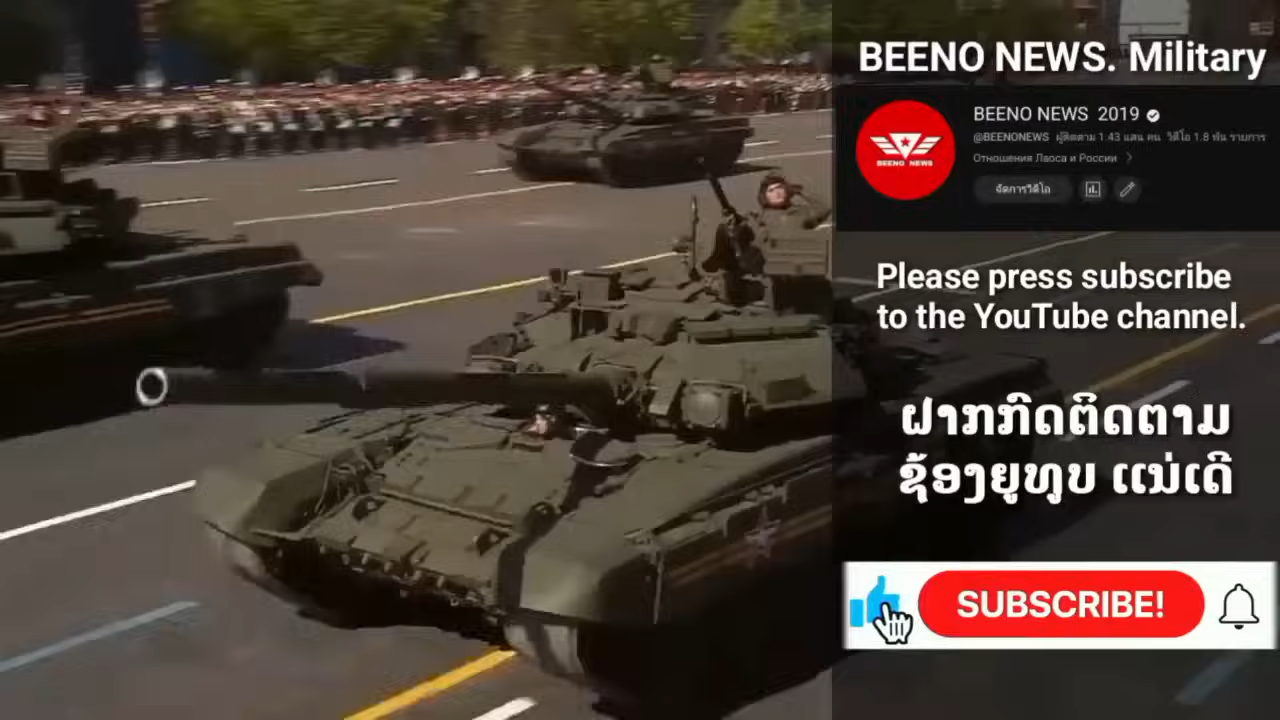 BEENO NEWS. Military
BEENO NEWS 2019
@BEENONEWS ผู้ติดตาม 1.43 แสน คน วิดีโอ 1.8 พัน รายการ
Отношения Лаоса и России
จัดการวิดีโอ
BEENO NEWS
Please press subscribe
to the YouTube channel.
ຝາກກົດຕິດຕາມ
ຊ້ອງຍູທູບ ແນ່ເດີ
SUBSCRIBE!